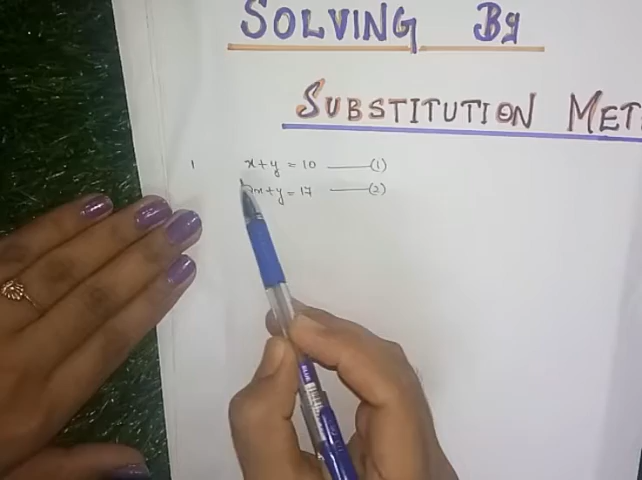 SOLVING By
SUBSTITUTION MET
1 x + y = 10 ——(1)
x + y = 17 ——(2)